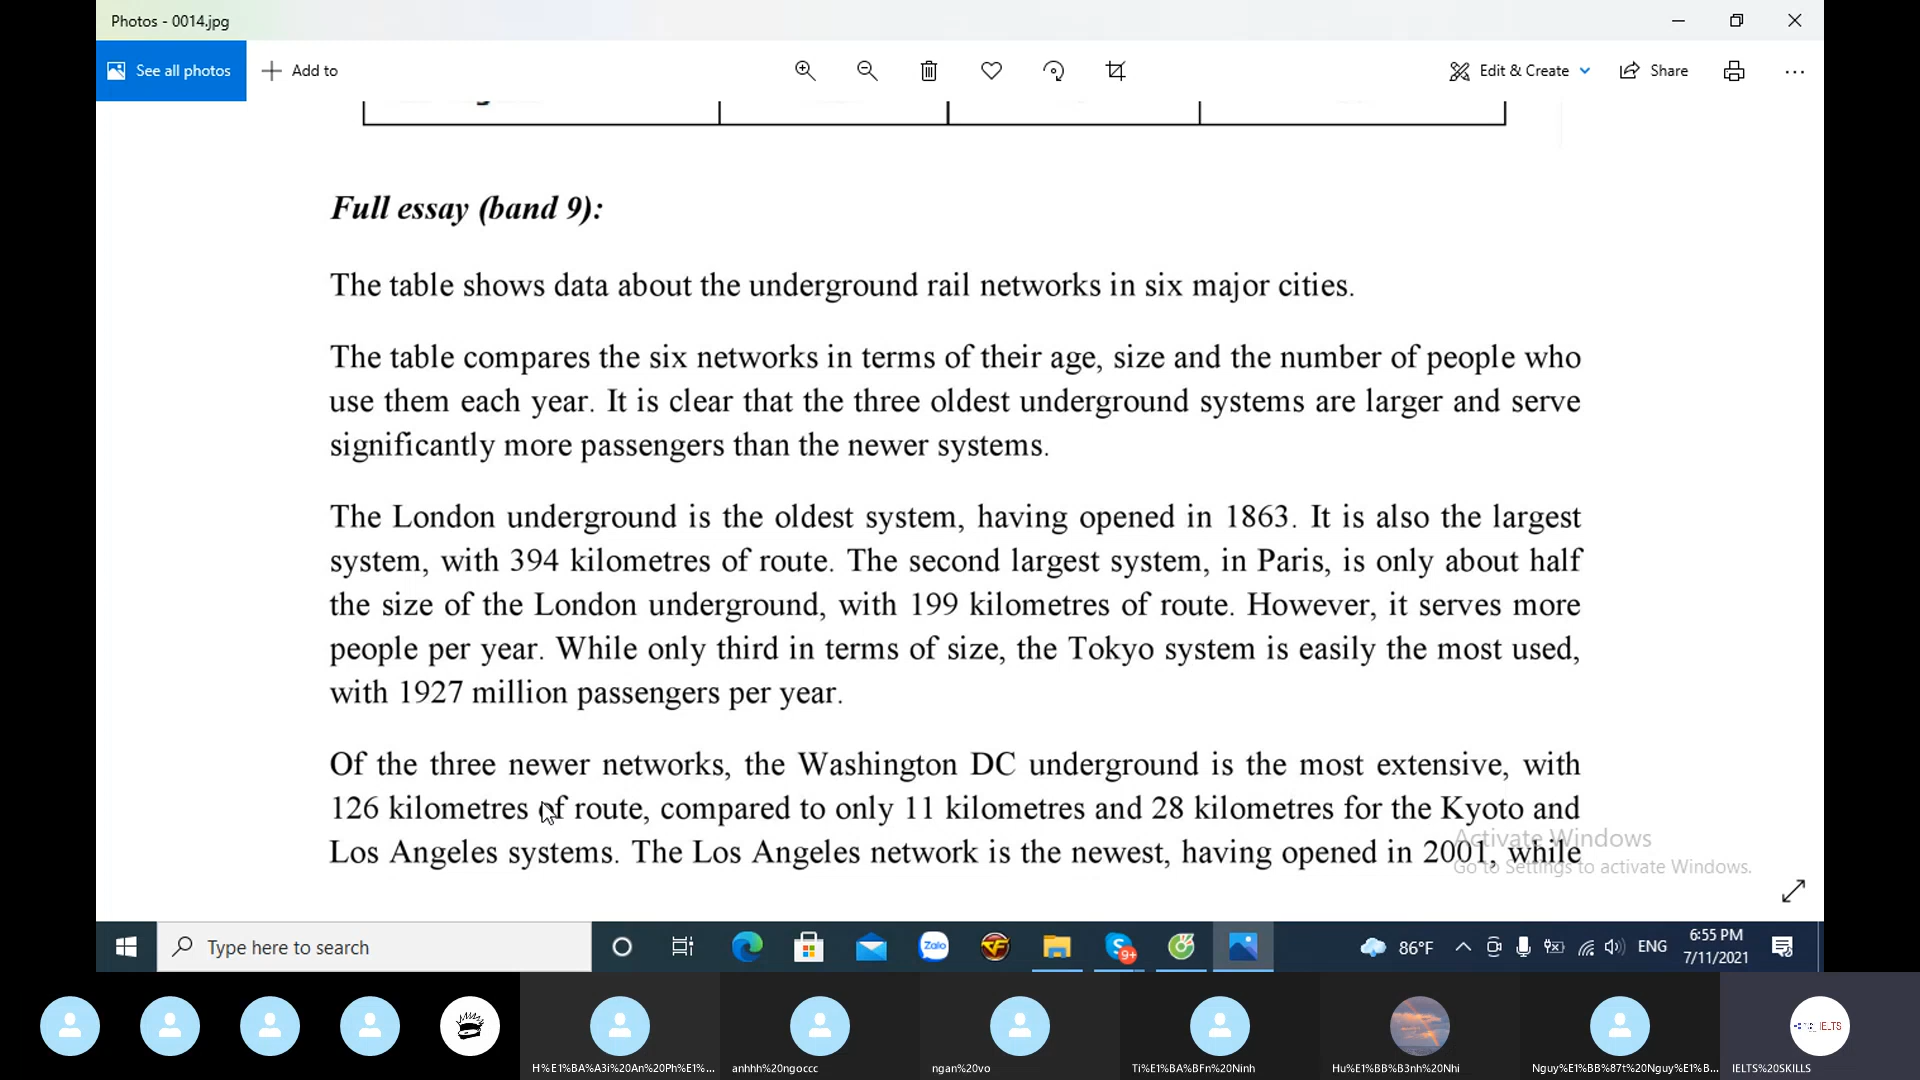 Photos - 0014.jpg
See all photos
Add to
Edit & Create
Share
Full essay (band 9):
The table shows data about the underground rail networks in six major cities.
The table compares the six networks in terms of their age, size and the number of people who
use them each year. It is clear that the three oldest underground systems are larger and serve
significantly more passengers than the newer systems.
The London underground is the oldest system, having opened in 1863. It is also the largest
system, with 394 kilometres of route. The second largest system, in Paris, is only about half
the size of the London underground, with 199 kilometres of route. However, it serves more
people per year. While only third in terms of size, the Tokyo system is easily the most used,
with 1927 million passengers per year.
Of the three newer networks, the Washington DC underground is the most extensive, with
126 kilometres of route, compared to only 11 kilometres and 28 kilometres for the Kyoto and
Los Angeles systems. The Los Angeles network is the newest, having opened in 2001, while
Activate Windows
Go to Settings to activate Windows.
Type here to search
Zalo
9+
86°F
ENG
6:55 PM
7/11/2021
H%E1%BA%A3i%20An%20Ph%E1%...
anhhh%20ngoccc
ngan%20vo
Ti%E1%BA%BFn%20Ninh
Hu%E1%BB%B3nh%20Nhi
Nguy%E1%BB%87t%20Nguy%E1%B...
IELTS
IELTS%20SKILLS